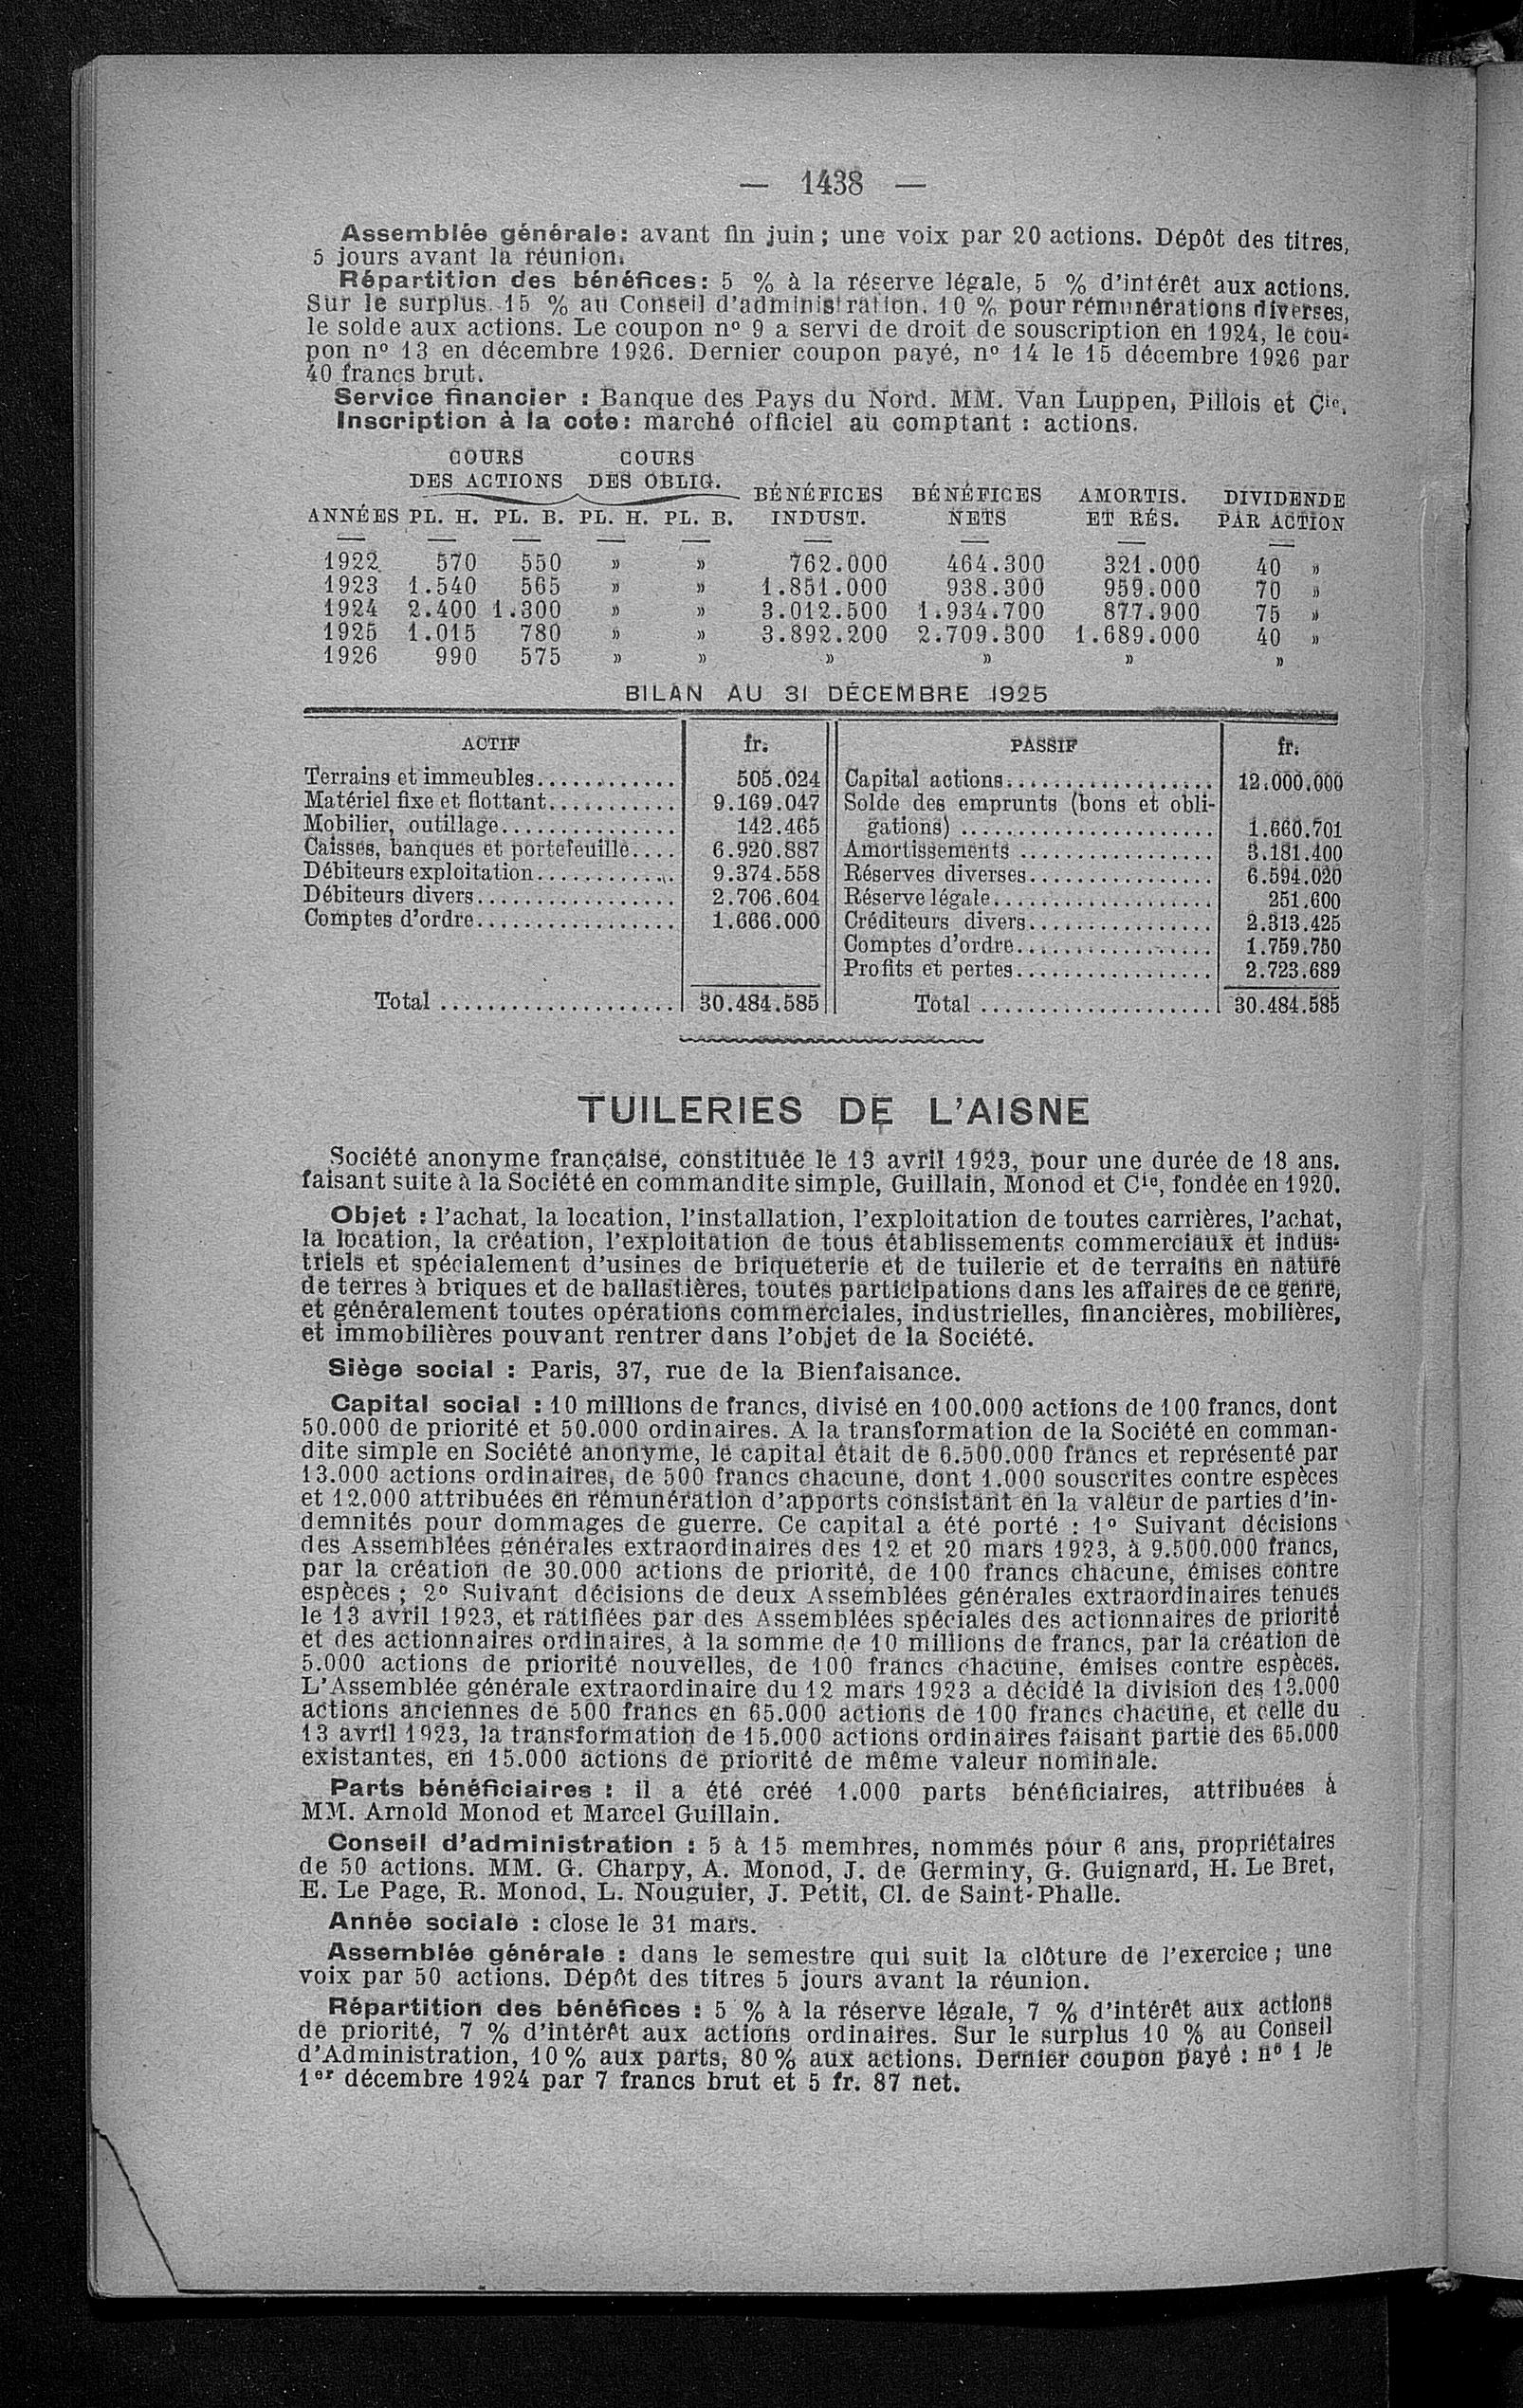 — 1438 —
Assemblée générale: avant fin juin; une voix par 20 actions. Dépôt des titres,
5 jours avant la réunion.
Répartition des bénéfices: 5 % à la réserve légale, 5 % d'intérêt aux actions.
Sur le surplus. 15 % au Conseil d'administration. 10 % pour rémunérations diverses,
le solde aux actions. Le coupon nº 9 a servi de droit de souscription en 1924, le cou-
pon nº 13 en décembre 1926. Dernier coupon payé, nº 14 le 15 décembre 1926 par
40 francs brut.
Service financier : Banque des Pays du Nord. MM. Van Luppen, Pillois et Cie.
Inscription à la cote: marché officiel au comptant : actions.
COURS COURS
DES ACTIONS DES OBLIG. BÉNÉFICES BÉNÉFICES AMORTIS. DIVIDENDE
ANNÉES PL. H. PL. B. PL. H. PL. B. INDUST. NETS ET RÉS. PAR ACTION
1922 570 550 » » 762.000 464.300 321.000 40 »
1923 1.540 565 » » 1.851.000 938.300 959.000 70 »
1924 2.400 1.300 » » 3.012.500 1.934.700 877.900 75 »
1925 1.015 780 » » 3.892.200 2.709.300 1.689.000 40 »
1926 990 575 » » » » » »
BILAN AU 31 DÉCEMBRE 1925
ACTIF fr. PASSIF fr.
Terrains et immeubles............ 505.024 Capital actions................. 12.000.000
Matériel fixe et flottant........... 9.169.047 Solde des emprunts (bons et obli-
Mobilier, outillage............... 142.465 gations) ..................... 1.660.701
Caisses, banques et portefeuille.... 6.920.887 Amortissements ................ 3.181.400
Débiteurs exploitation............ 9.374.558 Réserves diverses............... 6.594.020
Débiteurs divers................. 2.706.604 Réserve légale.................. 251.600
Comptes d'ordre................. 1.666.000 Créditeurs divers............... 2.313.425
Comptes d'ordre................ 1.759.750
Profits et pertes................ 2.723.689
Total .................... 30.484.585 Total .................... 30.484.585
TUILERIES DE L'AISNE
Société anonyme française, constituée le 13 avril 1923, pour une durée de 18 ans.
faisant suite à la Société en commandite simple, Guillain, Monod et Cie, fondée en 1920.
Objet : l'achat, la location, l'installation, l'exploitation de toutes carrières, l'achat,
la location, la création, l'exploitation de tous établissements commerciaux et indus-
triels et spécialement d'usines de briqueterie et de tuilerie et de terrains en nature
de terres à briques et de ballastières, toutes participations dans les affaires de ce genre,
et généralement toutes opérations commerciales, industrielles, financières, mobilières,
et immobilières pouvant rentrer dans l'objet de la Société.
Siège social : Paris, 37, rue de la Bienfaisance.
Capital social : 10 millions de francs, divisé en 100.000 actions de 100 francs, dont
50.000 de priorité et 50.000 ordinaires. A la transformation de la Société en comman-
dite simple en Société anonyme, le capital était de 6.500.000 francs et représenté par
13.000 actions ordinaires, de 500 francs chacune, dont 1.000 souscrites contre espèces
et 12.000 attribuées en rémunération d'apports consistant en la valeur de parties d'in-
demnités pour dommages de guerre. Ce capital a été porté : 1º Suivant décisions
des Assemblées générales extraordinaires des 12 et 20 mars 1923, à 9.500.000 francs,
par la création de 30.000 actions de priorité, de 100 francs chacune, émises contre
espèces ; 2º Suivant décisions de deux Assemblées générales extraordinaires tenues
le 13 avril 1923, et ratifiées par des Assemblées spéciales des actionnaires de priorité
et des actionnaires ordinaires, à la somme de 10 millions de francs, par la création de
5.000 actions de priorité nouvelles, de 100 francs chacune, émises contre espèces.
L'Assemblée générale extraordinaire du 12 mars 1923 a décidé la division des 13.000
actions anciennes de 500 francs en 65.000 actions de 100 francs chacune, et celle du
13 avril 1923, la transformation de 15.000 actions ordinaires faisant partie des 65.000
existantes, en 15.000 actions de priorité de même valeur nominale.
Parts bénéficiaires : il a été créé 1.000 parts bénéficiaires, attribuées à
MM. Arnold Monod et Marcel Guillain.
Conseil d'administration : 5 à 15 membres, nommés pour 6 ans, propriétaires
de 50 actions. MM. G. Charpy, A. Monod, J. de Germiny, G. Guignard, H. Le Bret,
E. Le Page, R. Monod, L. Nouguier, J. Petit, Cl. de Saint-Phalle.
Année sociale : close le 31 mars.
Assemblée générale : dans le semestre qui suit la clôture de l'exercice ; une
voix par 50 actions. Dépôt des titres 5 jours avant la réunion.
Répartition des bénéfices : 5 % à la réserve légale, 7 % d'intérêt aux actions
de priorité, 7 % d'intérêt aux actions ordinaires. Sur le surplus 10 % au Conseil
d'Administration, 10 % aux parts, 80 % aux actions. Dernier coupon payé : nº 1 le
1er décembre 1924 par 7 francs brut et 5 fr. 87 net.